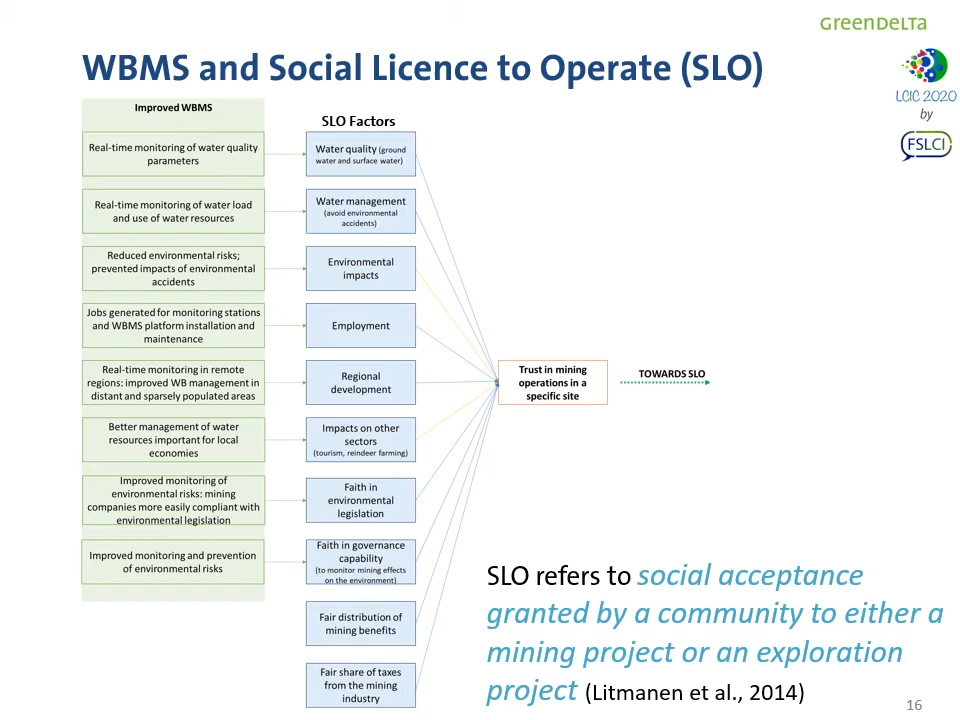 GREENDELTA
WBMS and Social Licence to Operate (SLO)
LCIC 2020
by
FSLCI
Improved WBMS
Real-time monitoring of water quality
parameters
Real-time monitoring of water load
and use of water resources
Reduced environmental risks;
prevented impacts of environmental
accidents
Jobs generated for monitoring stations
and WBMS platform installation and
maintenance
Real-time monitoring in remote
regions: improved WB management in
distant and sparsely populated areas
Better management of water
resources important for local
economies
Improved monitoring of
environmental risks: mining
companies more easily compliant with
environmental legislation
Improved monitoring and prevention
of environmental risks
SLO Factors
Water quality (ground
water and surface water)
Water management
(avoid environmental
accidents)
Environmental
impacts
Employment
Regional
development
Impacts on other
sectors
(tourism, reindeer farming)
Faith in
environmental
legislation
Faith in governance
capability
(to monitor mining effects
on the environment)
Fair distribution of
mining benefits
Fair share of taxes
from the mining
industry
Trust in mining
operations in a
specific site
TOWARDS SLO
SLO refers to social acceptance
granted by a community to either a
mining project or an exploration
project (Litmanen et al., 2014)
16